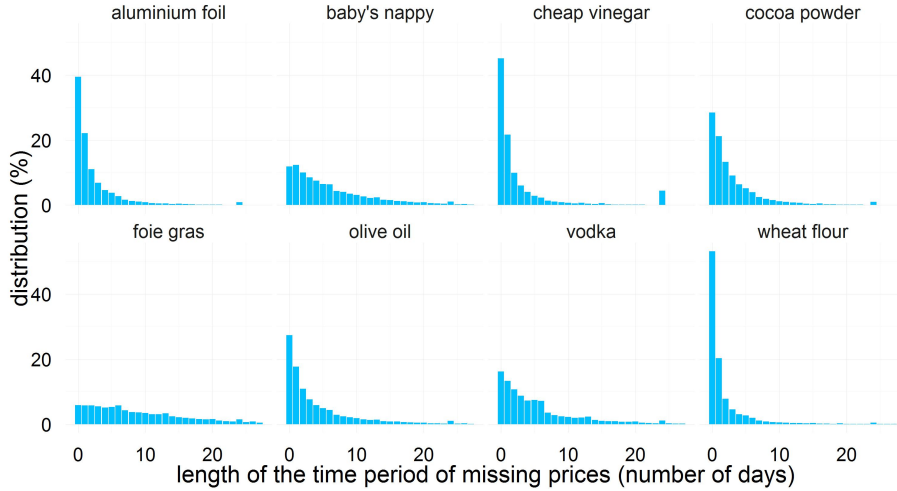 aluminium foil baby's nappy cheap vinegar cocoa powder
40
20
0
foie gras olive oil vodka wheat flour
40
20
0
distribution (%)
0 10 20 0 10 20 0 10 20 0 10 20
length of the time period of missing prices (number of days)